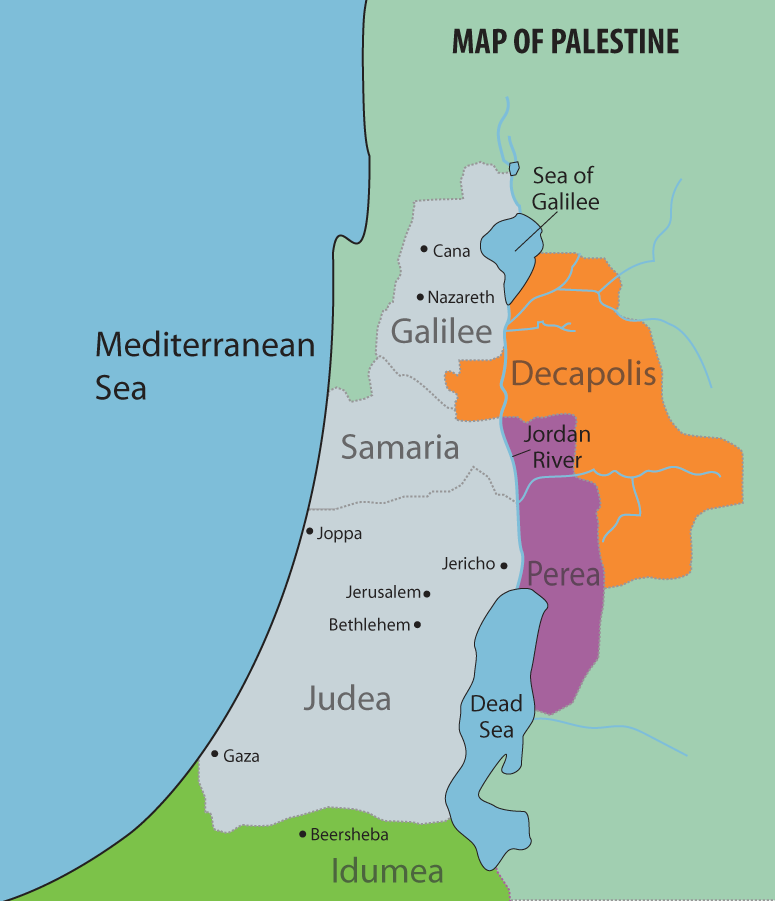 MAP OF PALESTINE
Sea of
Galilee
Cana
Nazareth
Galilee
Mediterranean
Sea
Decapolis
Samaria
Jordan
River
Joppa
Jericho
Perea
Jerusalem
Bethlehem
Judea
Dead
Sea
Gaza
Beersheba
Idumea